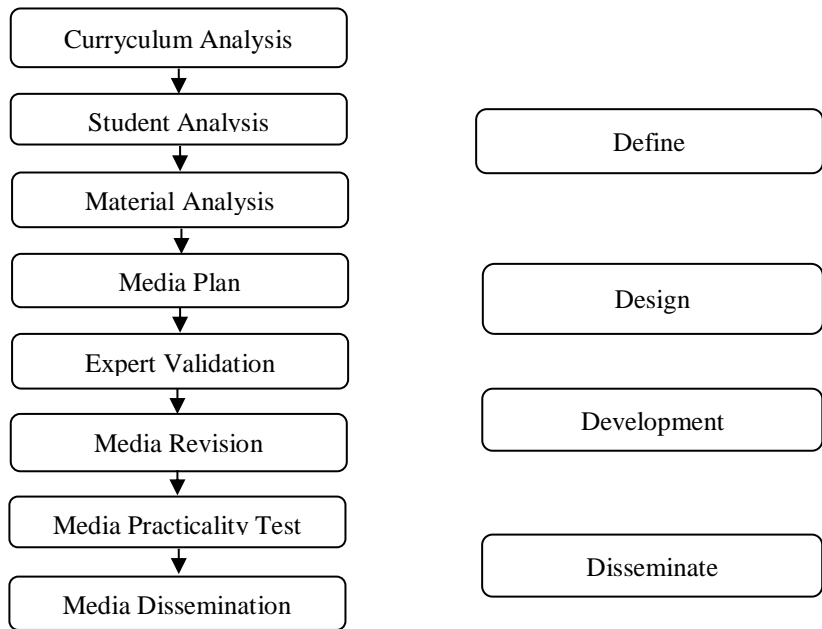 Curryculum Analysis
Student Analysis
Material Analysis
Media Plan
Expert Validation
Media Revision
Media Practicality Test
Media Dissemination
Define
Design
Development
Disseminate